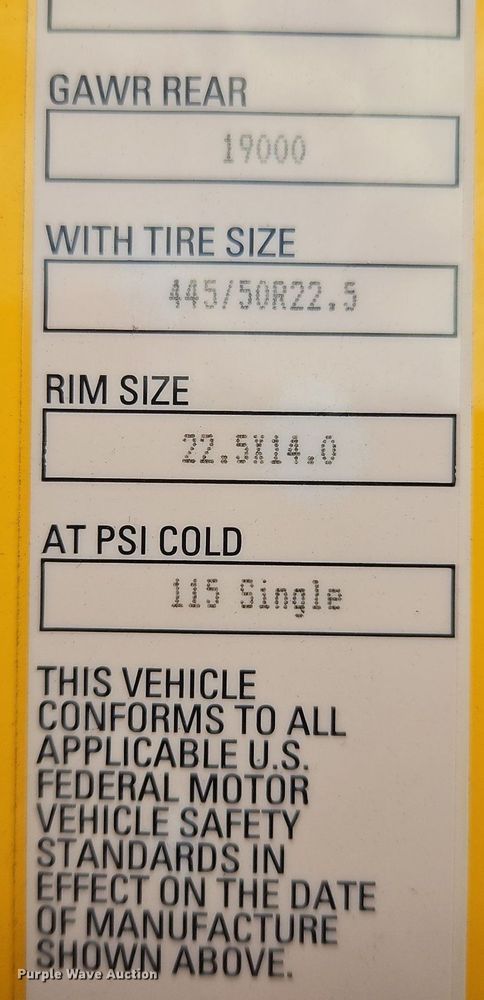 GAWR REAR
19000
WITH TIRE SIZE
445/50R22.5
RIM SIZE
22.5X14.0
AT PSI COLD
115 Single
THIS VEHICLE
CONFORMS TO ALL
APPLICABLE U.S.
FEDERAL MOTOR
VEHICLE SAFETY
STANDARDS IN
EFFECT ON THE DATE
OF MANUFACTURE
SHOWN ABOVE.
Purple Wave Auction